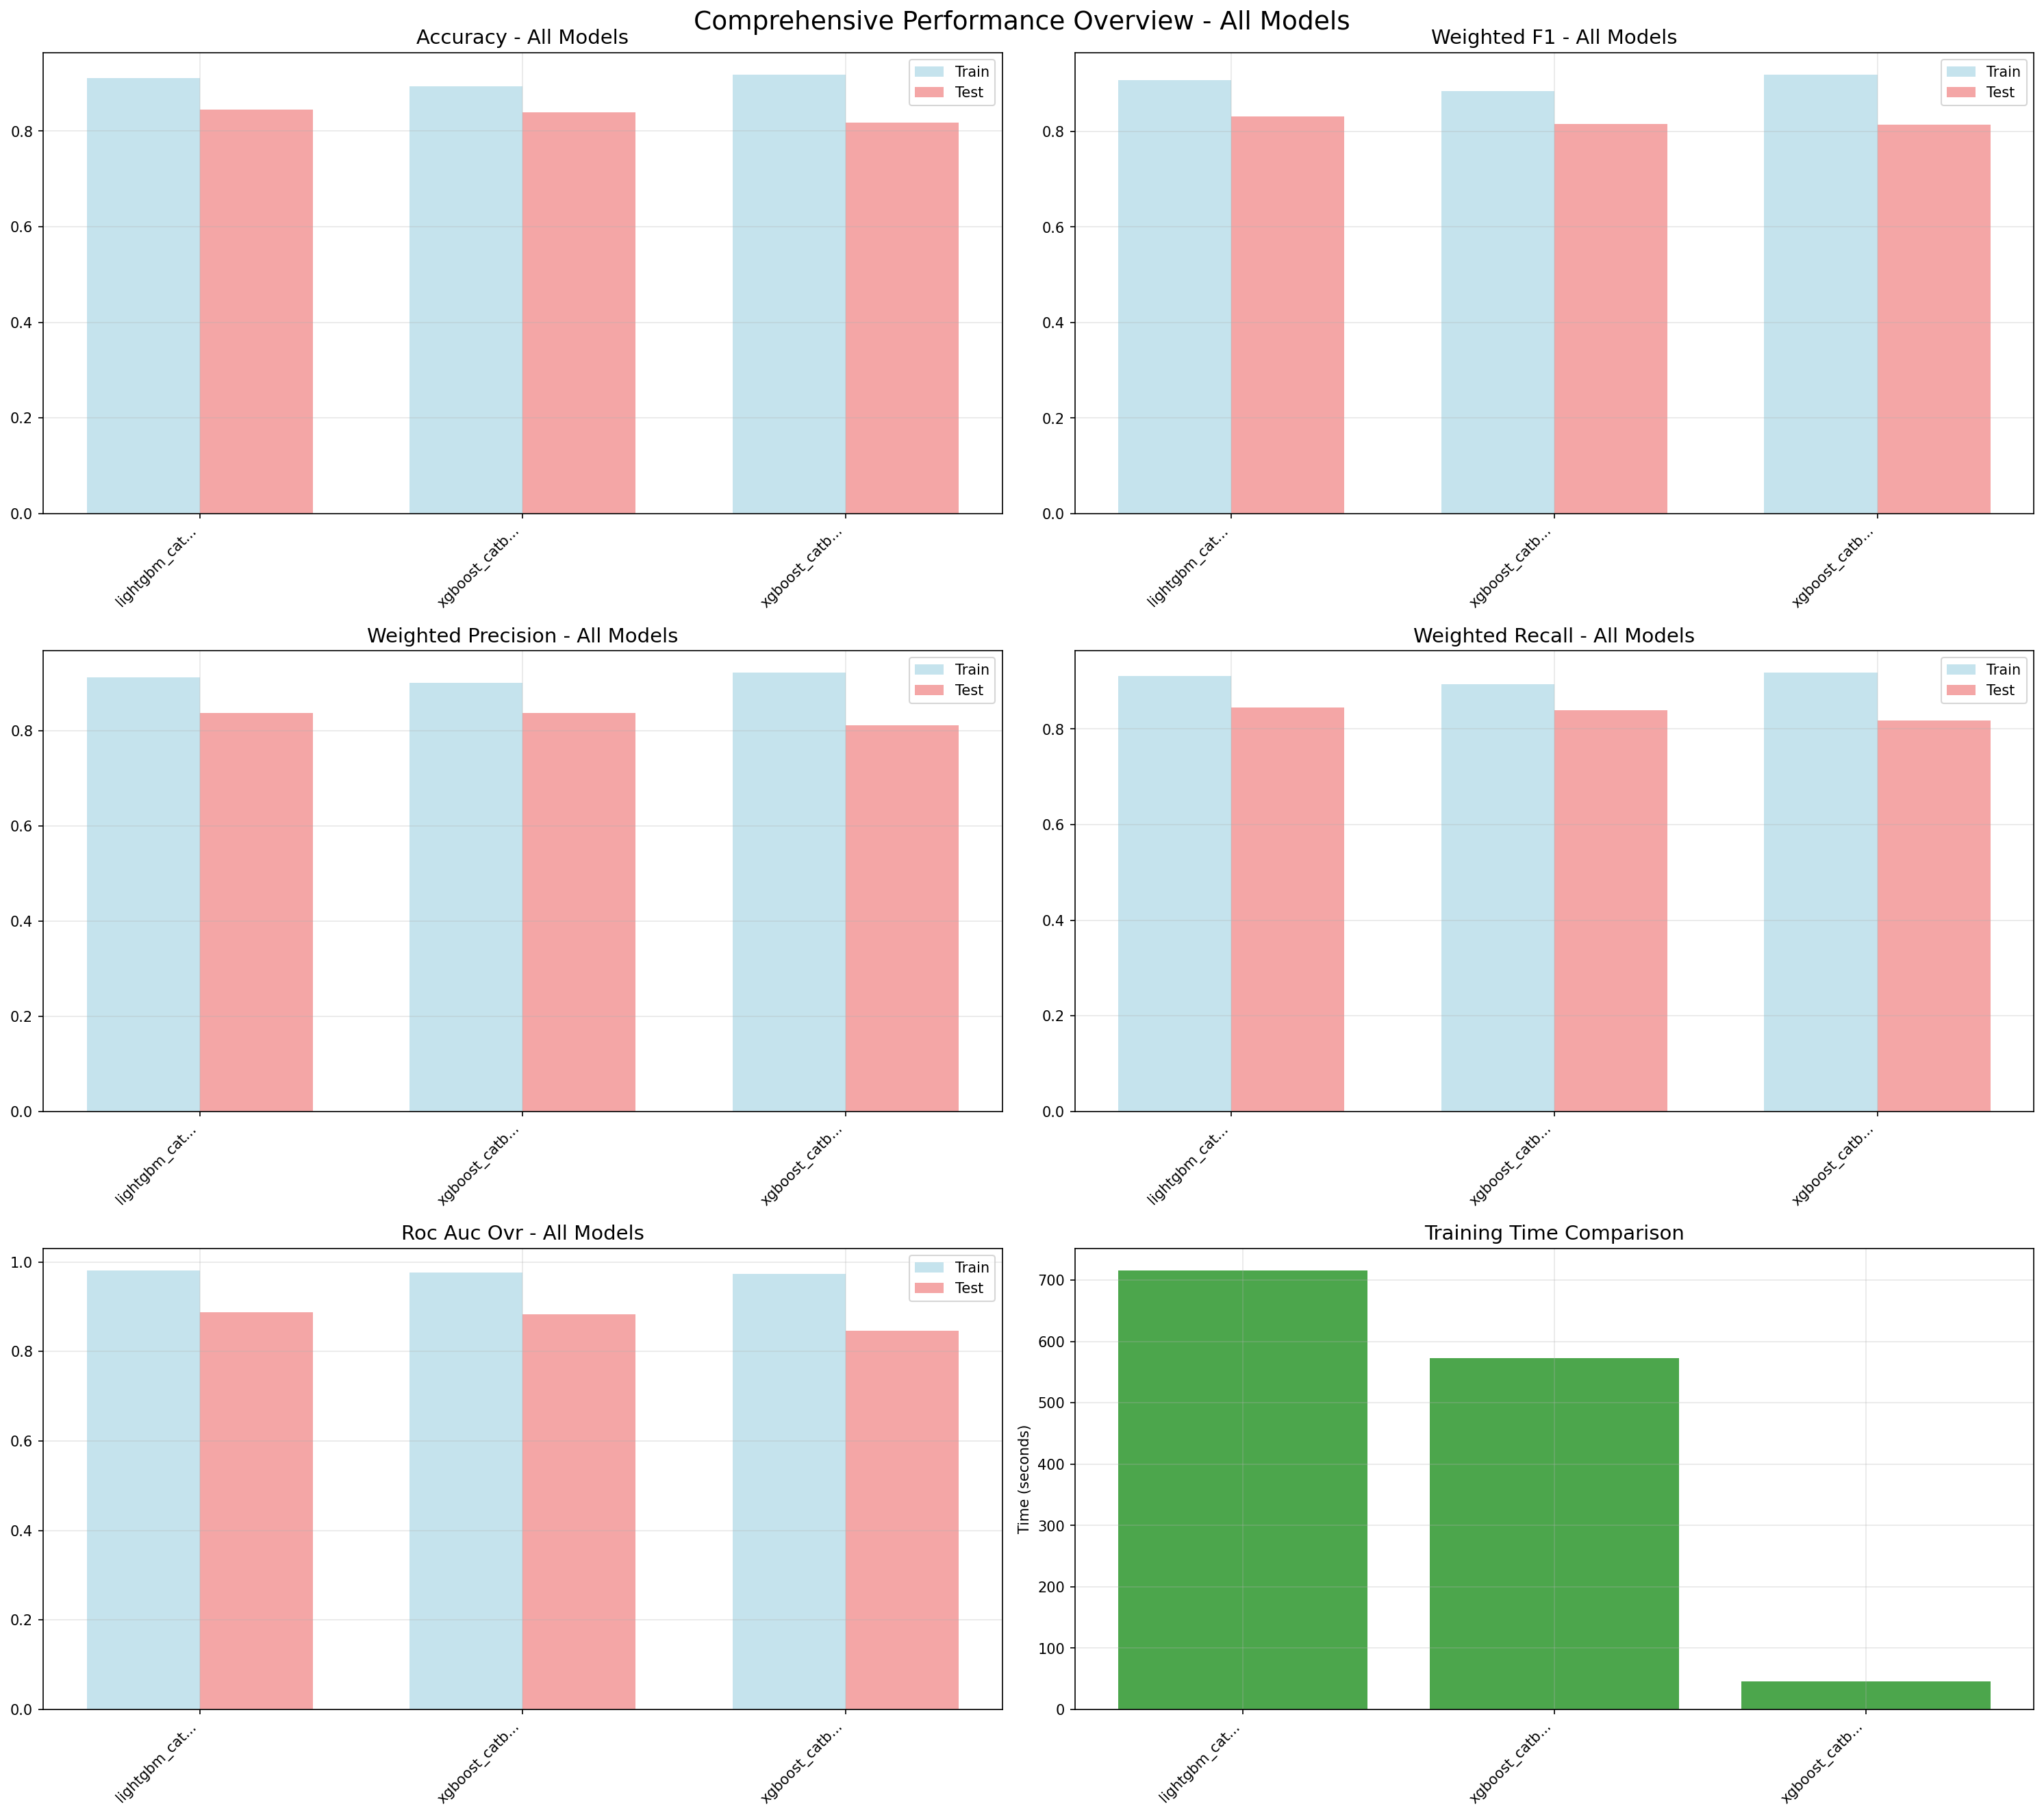 Comprehensive Performance Overview - All Models
Accuracy - All Models
Train
Test
0.8
0.6
0.4
0.2
0.0
lightgbm_cat...
xgboost_catb...
xgboost_catb...
Weighted F1 - All Models
Train
Test
0.8
0.6
0.4
0.2
0.0
lightgbm_cat...
xgboost_catb...
xgboost_catb...
Weighted Precision - All Models
Train
Test
0.8
0.6
0.4
0.2
0.0
lightgbm_cat...
xgboost_catb...
xgboost_catb...
Weighted Recall - All Models
Train
Test
0.8
0.6
0.4
0.2
0.0
lightgbm_cat...
xgboost_catb...
xgboost_catb...
Roc Auc Ovr - All Models
Train
Test
1.0
0.8
0.6
0.4
0.2
0.0
lightgbm_cat...
xgboost_catb...
xgboost_catb...
Training Time Comparison
Time (seconds)
700
600
500
400
300
200
100
0
lightgbm_cat...
xgboost_catb...
xgboost_catb...